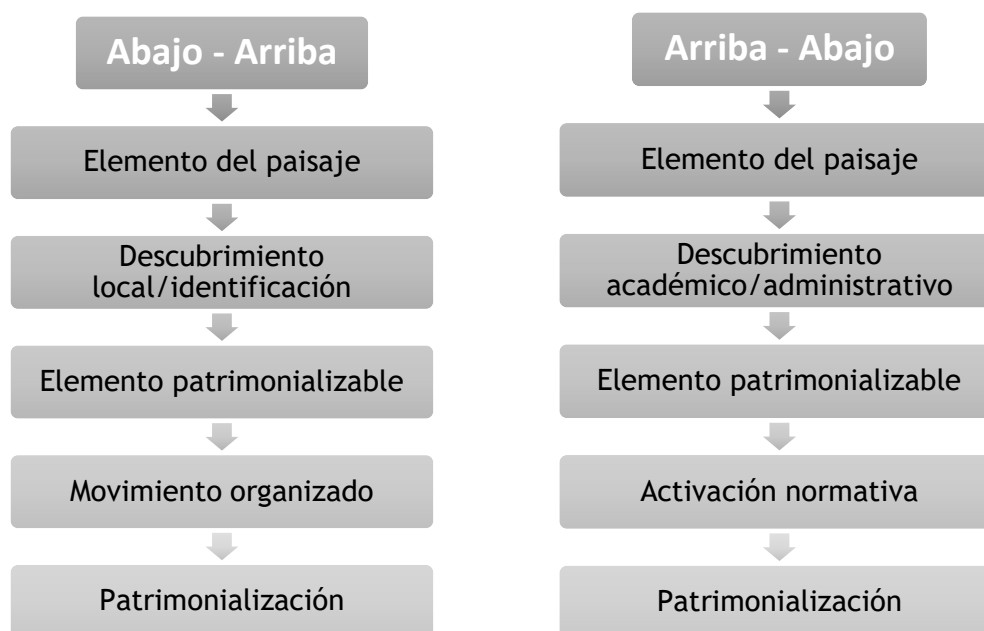 Abajo - Arriba
Elemento del paisaje
Descubrimiento
local/identificación
Elemento patrimonializable
Movimiento organizado
Patrimonialización
Arriba - Abajo
Elemento del paisaje
Descubrimiento
académico/administrativo
Elemento patrimonializable
Activación normativa
Patrimonialización